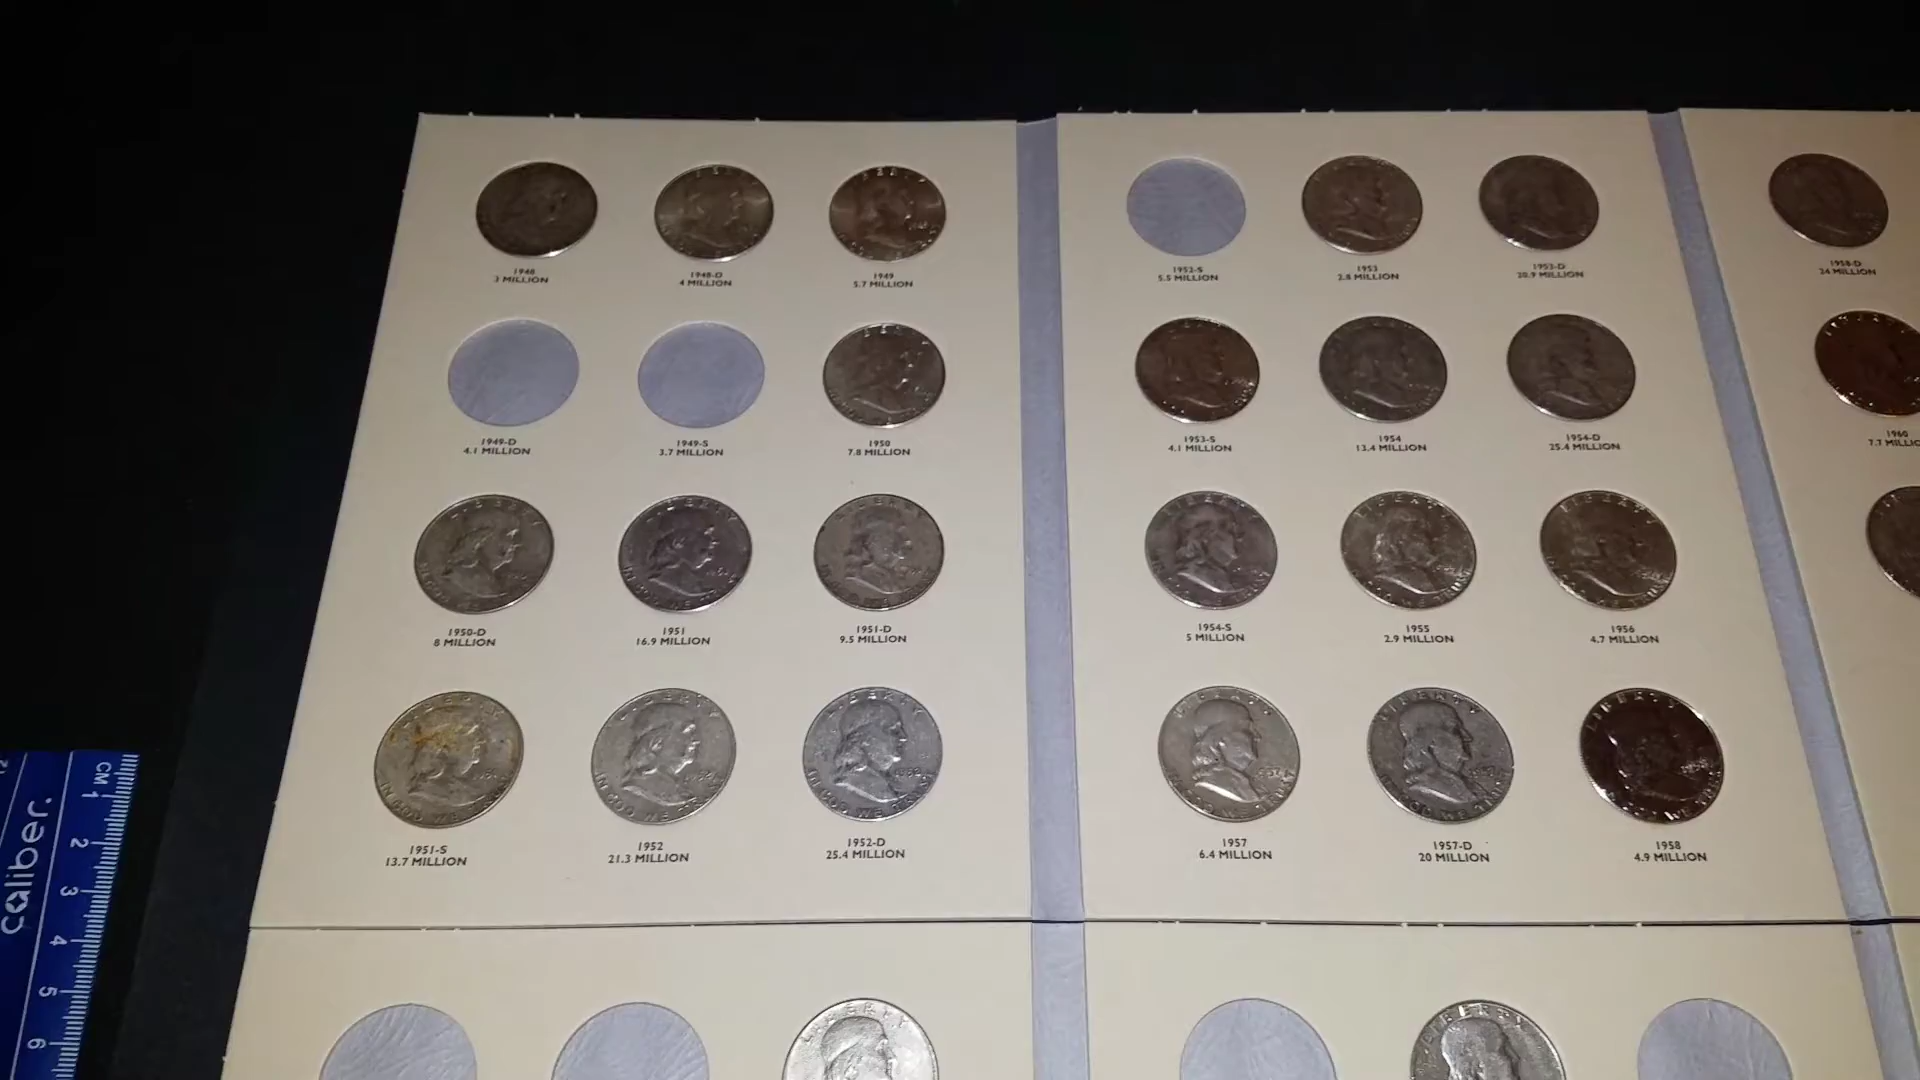 1948
3 MILLION
1948-D
4 MILLION
1949
5.7 MILLION
1949-D
4.1 MILLION
1949-S
3.7 MILLION
1950
7.8 MILLION
1950-D
8 MILLION
1951
16.9 MILLION
1951-D
9.5 MILLION
1951-S
13.7 MILLION
1952
21.3 MILLION
1952-D
25.4 MILLION
1952-S
5.5 MILLION
1953
2.8 MILLION
1953-D
20.9 MILLION
1953-S
4.1 MILLION
1954
13.4 MILLION
1954-D
25.4 MILLION
1954-S
5 MILLION
1955
2.9 MILLION
1956
4.7 MILLION
1957
6.4 MILLION
1957-D
20 MILLION
1958
4.9 MILLION
1958-D
24 MILLION
1960
7.7 MILLIO
LIBERTY
IN GOD WE TRUST
caliber
CM 1 2 3 4 5 6